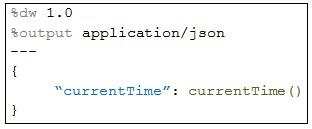 %dw 1.0
%output application/json
---
{
“currentTime”: currentTime()
}